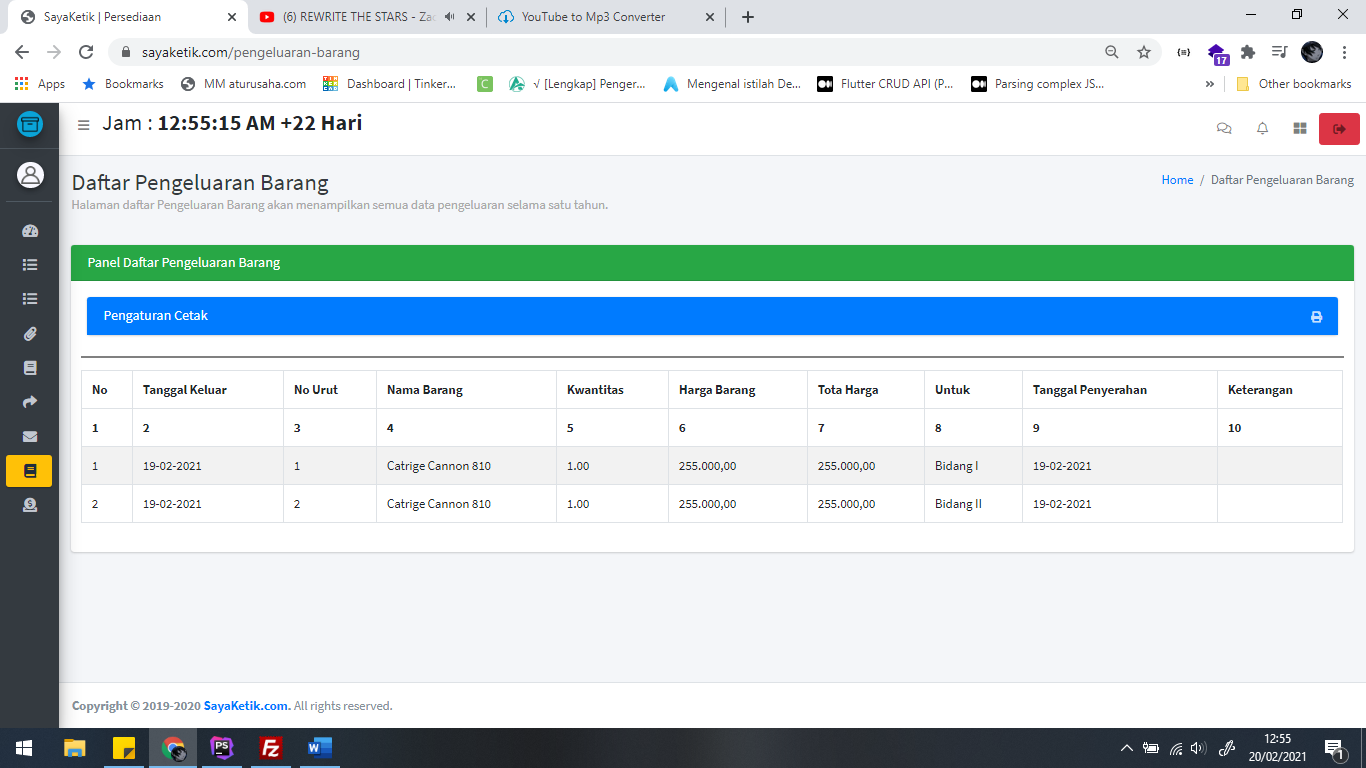 SayaKetik | Persediaan
(6) REWRITE THE STARS - Zac
YouTube to Mp3 Converter
sayaketik.com/pengeluaran-barang
17
Apps
Bookmarks
MM aturusaha.com
Dashboard | Tinker...
C
√ [Lengkap] Penger...
Mengenal istilah De...
Flutter CRUD API (P...
Parsing complex JS...
»
Other bookmarks
Jam : 12:55:15 AM +22 Hari
Daftar Pengeluaran Barang
Home / Daftar Pengeluaran Barang
Halaman daftar Pengeluaran Barang akan menampilkan semua data pengeluaran selama satu tahun.
Panel Daftar Pengeluaran Barang
Pengaturan Cetak
No Tanggal Keluar No Urut Nama Barang Kwantitas Harga Barang Tota Harga Untuk Tanggal Penyerahan Keterangan
1 2 3 4 5 6 7 8 9 10
1 19-02-2021 1 Catrige Cannon 810 1.00 255.000,00 255.000,00 Bidang I 19-02-2021
2 19-02-2021 2 Catrige Cannon 810 1.00 255.000,00 255.000,00 Bidang II 19-02-2021
Copyright © 2019-2020 SayaKetik.com. All rights reserved.
PS
FZ
W
12:55
20/02/2021
1